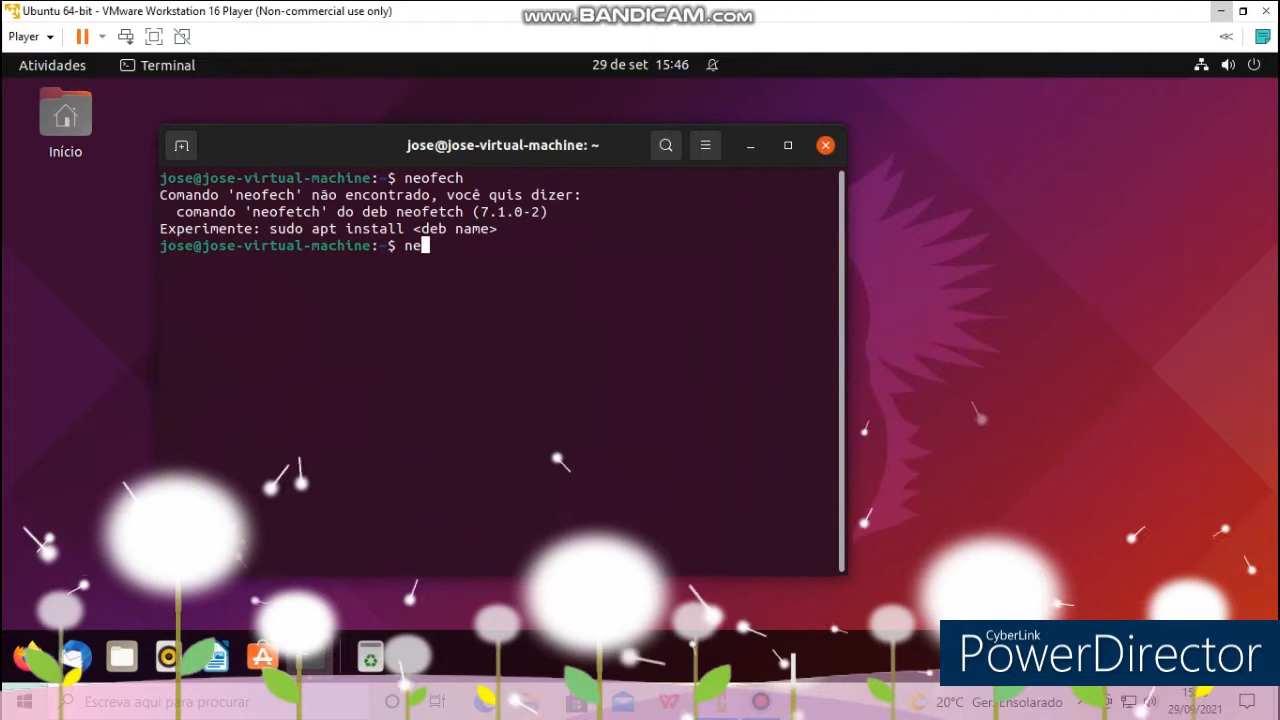 Ubuntu 64-bit - VMware Workstation 16 Player (Non-commercial use only)
www.BANDICAM.com
Player
Atividades
Terminal
29 de set 15:46
Início
jose@jose-virtual-machine: ~
jose@jose-virtual-machine:~$ neofech
Comando 'neofech' não encontrado, você quis dizer:
comando 'neofetch' do deb neofetch (7.1.0-2)
Experimente: sudo apt install <deb name>
jose@jose-virtual-machine:~$ ne
CyberLink
PowerDirector
Escreva aqui para procurar
20°C
Ensolarado
29/09/2021